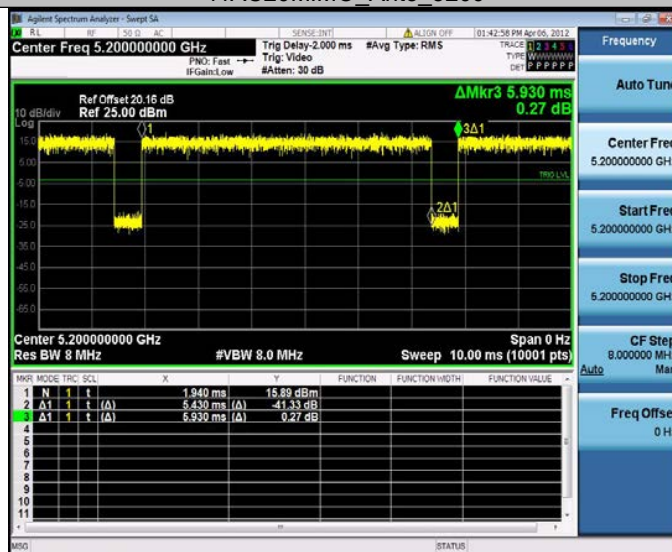 Agilent Spectrum Analyzer - Swept SA
RL RF 50 Ω AC SENSE:INT ALIGN OFF 01:42:58 PM Apr 06, 2012
Center Freq 5.200000000 GHz
PNO: Fast
IFGain:Low
Trig Delay-2.000 ms
Trig: Video
#Atten: 30 dB
#Avg Type: RMS
TRACE 1 2 3 4 5 6
TYPE WWWWWW
DET P P P P P P
Ref Offset 20.16 dB
10 dB/div Ref 25.00 dBm
Log
ΔMkr3 5.930 ms
0.27 dB
15.0
5.00
-5.00
-15.0
-25.0
-35.0
-45.0
-55.0
-65.0
1
3Δ1
TRIG LVL
2Δ1
Center 5.200000000 GHz Span 0 Hz
Res BW 8 MHz #VBW 8.0 MHz Sweep 10.00 ms (10001 pts)
MKR MODE TRC SCL X Y FUNCTION FUNCTION WIDTH FUNCTION VALUE
1 N 1 t 1.940 ms 15.89 dBm
2 Δ1 1 t (Δ) 5.430 ms (Δ) -41.33 dB
3 Δ1 1 t (Δ) 5.930 ms (Δ) 0.27 dB
4
5
6
7
8
9
10
11
MSG STATUS
Frequency
Auto Tune
Center Freq
5.200000000 GH
Start Freq
5.200000000 GH
Stop Freq
5.200000000 GH
CF Step
8.000000 MH
Auto Man
Freq Offse
0 H